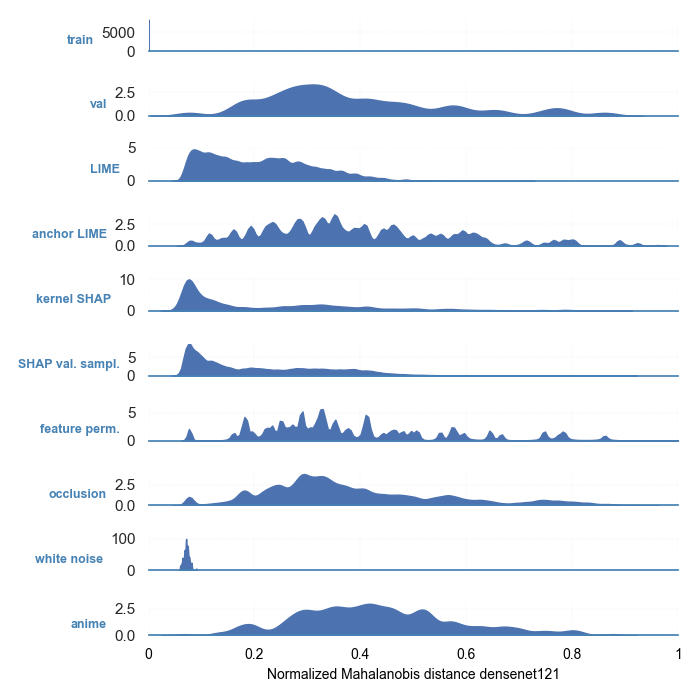 train 5000
0
val 2.5
0.0
LIME 5
0
anchor LIME 2.5
0.0
kernel SHAP 10
0
SHAP val. sampl. 5
0
feature perm. 5
0
occlusion 2.5
0.0
white noise 100
0
anime 2.5
0.0
0 0.2 0.4 0.6 0.8 1
Normalized Mahalanobis distance densenet121